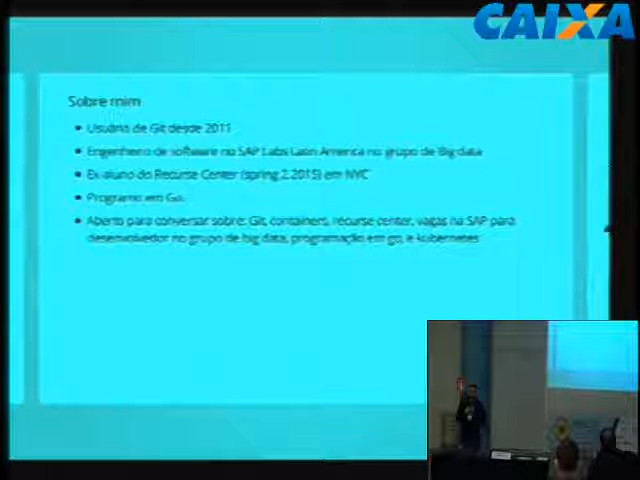 CAIXA
Sobre mim
Usuário de Git desde 2011
Engenheiro de software no SAP Labs Latin America no grupo de Big data
Ex-aluno do Recurse Center (spring 2 2015) em NYC
Programo em Go.
Aberto para conversar sobre: Git, containers, recurse center, vagas na SAP para
desenvolvedor no grupo de big data, programação em go, e kubernetes